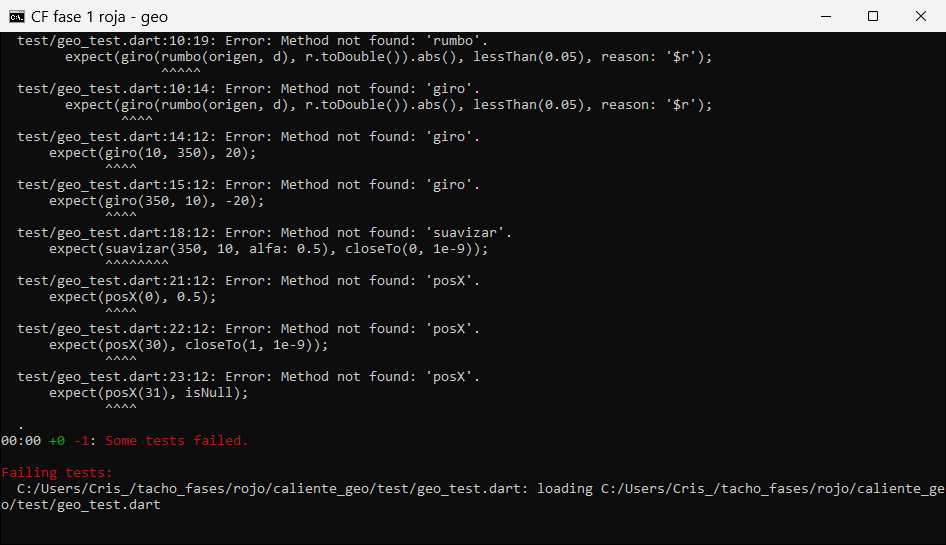 CF fase 1 roja - geo
test/geo_test.dart:10:19: Error: Method not found: 'rumbo'.
expect(giro(rumbo(origen, d), r.toDouble()).abs(), lessThan(0.05), reason: '$r');
^^^^^
test/geo_test.dart:10:14: Error: Method not found: 'giro'.
expect(giro(rumbo(origen, d), r.toDouble()).abs(), lessThan(0.05), reason: '$r');
^^^^
test/geo_test.dart:14:12: Error: Method not found: 'giro'.
expect(giro(10, 350), 20);
^^^^
test/geo_test.dart:15:12: Error: Method not found: 'giro'.
expect(giro(350, 10), -20);
^^^^
test/geo_test.dart:18:12: Error: Method not found: 'suavizar'.
expect(suavizar(350, 10, alfa: 0.5), closeTo(0, 1e-9));
^^^^^^^^
test/geo_test.dart:21:12: Error: Method not found: 'posX'.
expect(posX(0), 0.5);
^^^^
test/geo_test.dart:22:12: Error: Method not found: 'posX'.
expect(posX(30), closeTo(1, 1e-9));
^^^^
test/geo_test.dart:23:12: Error: Method not found: 'posX'.
expect(posX(31), isNull);
^^^^
.
00:00 +0 -1: Some tests failed.
Failing tests:
C:/Users/Cris_/tacho_fases/rojo/caliente_geo/test/geo_test.dart: loading C:/Users/Cris_/tacho_fases/rojo/caliente_ge
o/test/geo_test.dart